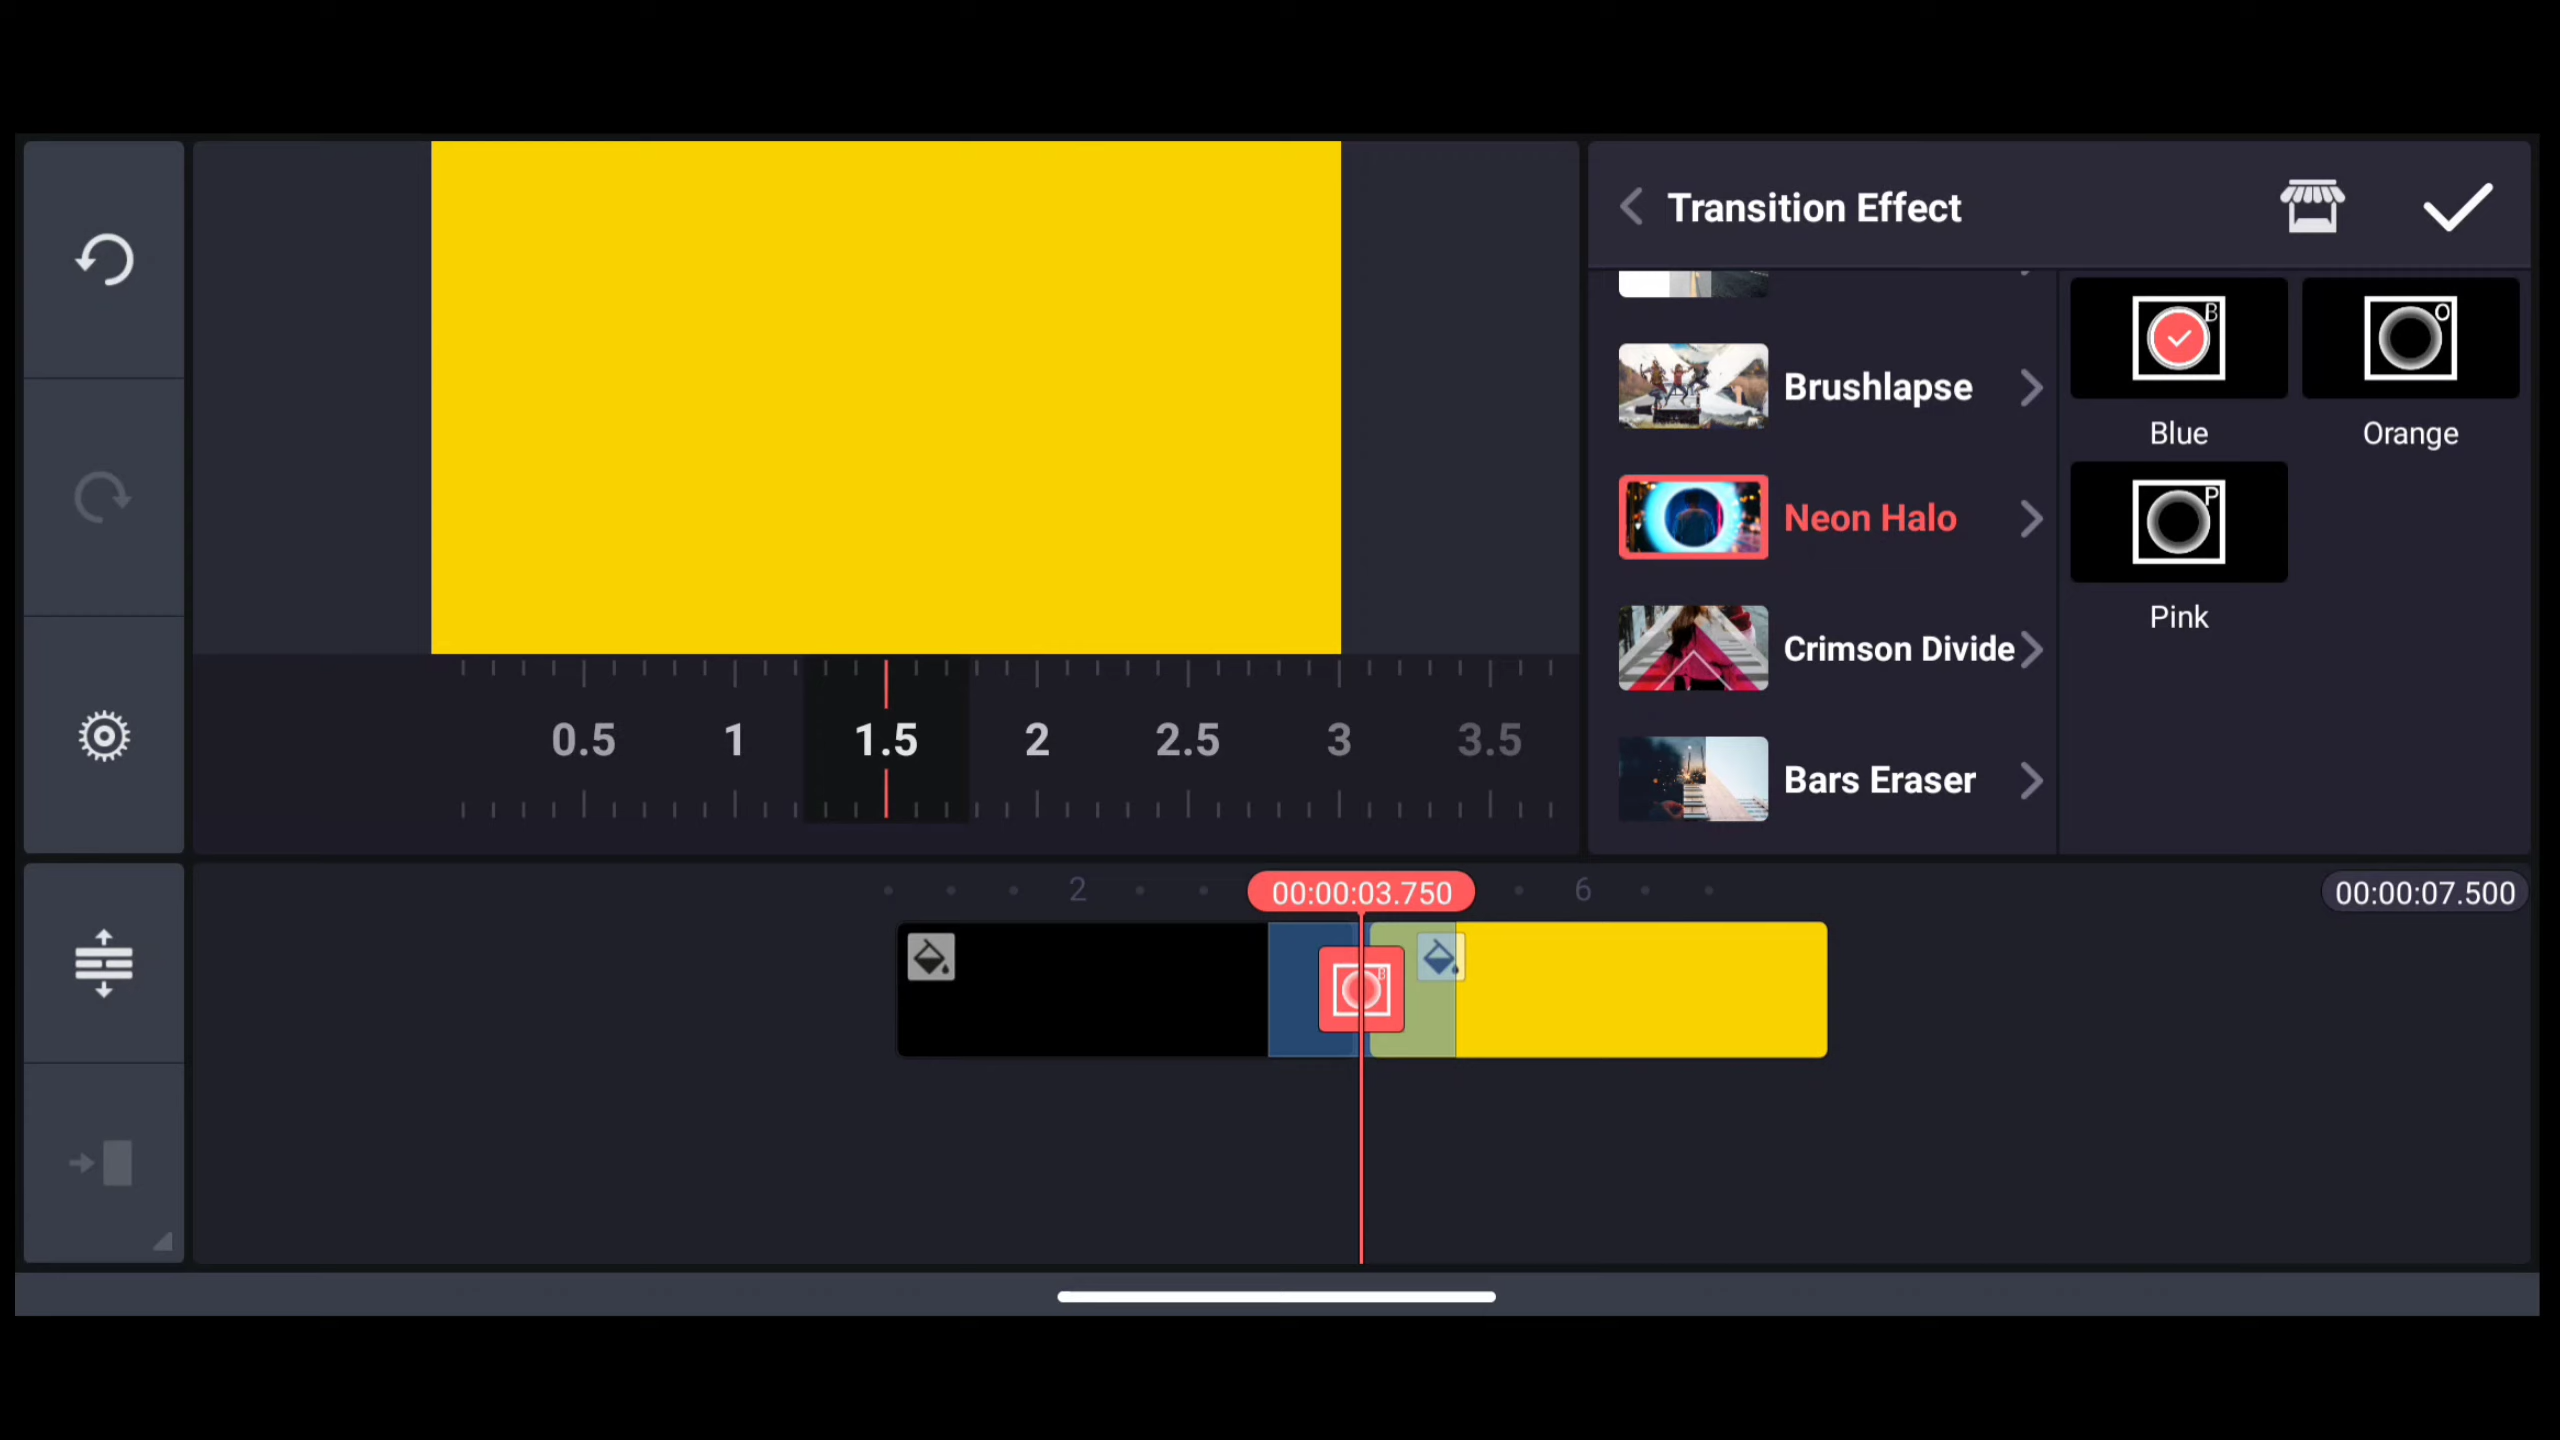 Transition Effect
Brushlapse
Neon Halo
Crimson Divide
Bars Eraser
B
Blue
O
Orange
P
Pink
0.5 1 1.5 2 2.5 3 3.5
2 00:00:03.750 6 00:00:07.500
B